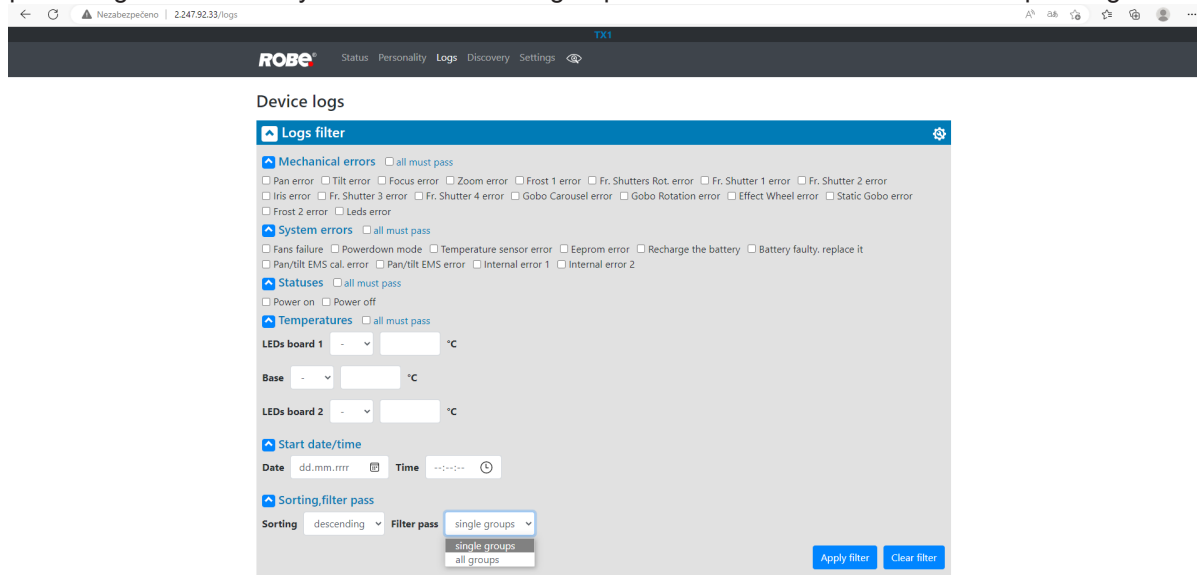 Nezabezpečeno | 2.247.92.33/logs
TX1
ROBE® Status Personality Logs Discovery Settings
Device logs
Logs filter
Mechanical errors all must pass
Pan error Tilt error Focus error Zoom error Frost 1 error Fr. Shutters Rot. error Fr. Shutter 1 error Fr. Shutter 2 error
Iris error Fr. Shutter 3 error Fr. Shutter 4 error Gobo Carousel error Gobo Rotation error Effect Wheel error Static Gobo error
Frost 2 error Leds error
System errors all must pass
Fans failure Powerdown mode Temperature sensor error Eeprom error Recharge the battery Battery faulty. replace it
Pan/tilt EMS cal. error Pan/tilt EMS error Internal error 1 Internal error 2
Statuses all must pass
Power on Power off
Temperatures all must pass
LEDs board 1 - °C
Base - °C
LEDs board 2 - °C
Start date/time
Date dd.mm.rrrr Time --:--:--
Sorting,filter pass
Sorting descending Filter pass single groups
single groups
all groups
Apply filter Clear filter